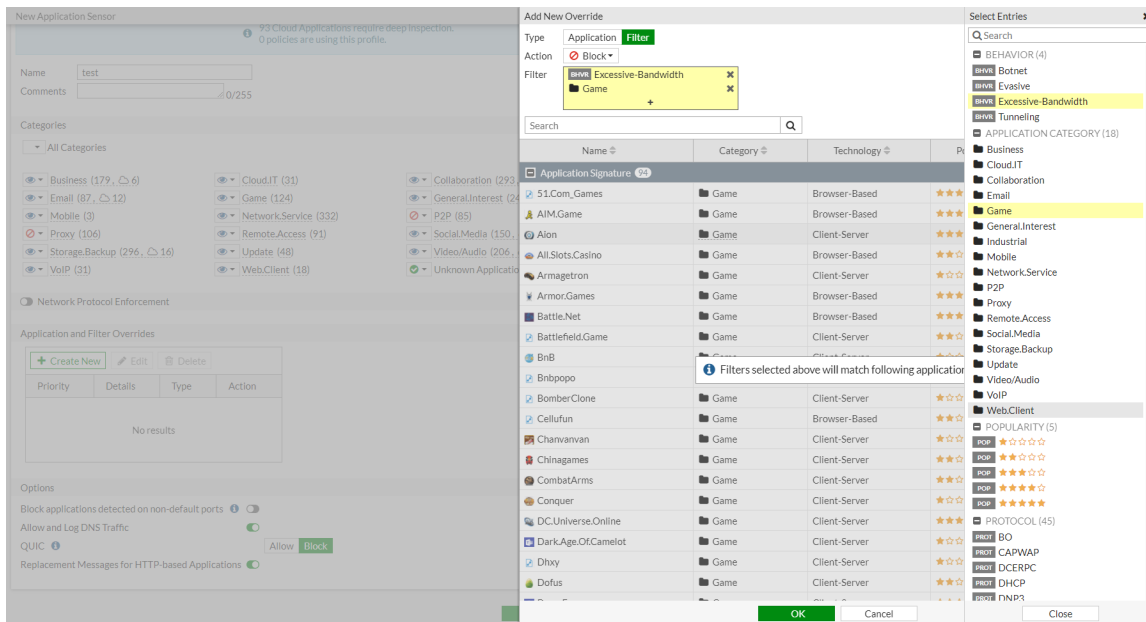 New Application Sensor
93 Cloud Applications require deep inspection.
0 policies are using this profile.
Name test
Comments 0/255
Categories
All Categories
Business (179, 6) Cloud.IT (31) Collaboration (293,
Email (87, 12) Game (124) General.Interest (24
Mobile (3) Network.Service (332) P2P (85)
Proxy (106) Remote.Access (91) Social.Media (150,
Storage.Backup (296, 16) Update (48) Video/Audio (206,
VoIP (31) Web.Client (18) Unknown Applicatio
Network Protocol Enforcement
Application and Filter Overrides
Create New Edit Delete
Priority Details Type Action
No results
Options
Block applications detected on non-default ports
Allow and Log DNS Traffic
QUIC Allow Block
Replacement Messages for HTTP-based Applications
Add New Override
Type Application Filter
Action Block
Filter BHVR Excessive-Bandwidth
Game
+
Search
Name Category Technology
Application Signature 94
51.Com_Games Game Browser-Based
AIM.Game Game Browser-Based
Aion Game Client-Server
All.Slots.Casino Game Browser-Based
Armagetron Game Client-Server
Armor.Games Game Browser-Based
Battle.Net Game Browser-Based
Battlefield.Game Game Client-Server
BnB
Filters selected above will match following application
Bnbpopo
BomberClone Game Client-Server
Cellufun Game Browser-Based
Chanvanvan Game Client-Server
Chinagames Game Client-Server
CombatArms Game Client-Server
Conquer Game Client-Server
DC.Universe.Online Game Client-Server
Dark.Age.Of.Camelot Game Client-Server
Dhxy Game Client-Server
Dofus Game Client-Server
OK Cancel
Select Entries
Search
BEHAVIOR (4)
BHVR Botnet
BHVR Evasive
BHVR Excessive-Bandwidth
BHVR Tunneling
APPLICATION CATEGORY (18)
Business
Cloud.IT
Collaboration
Email
Game
General.Interest
Industrial
Mobile
Network.Service
P2P
Proxy
Remote.Access
Social.Media
Storage.Backup
Update
Video/Audio
VoIP
Web.Client
POPULARITY (5)
POP
POP
POP
POP
POP
PROTOCOL (45)
PROT BO
PROT CAPWAP
PROT DCERPC
PROT DHCP
PROT DNP3
Close